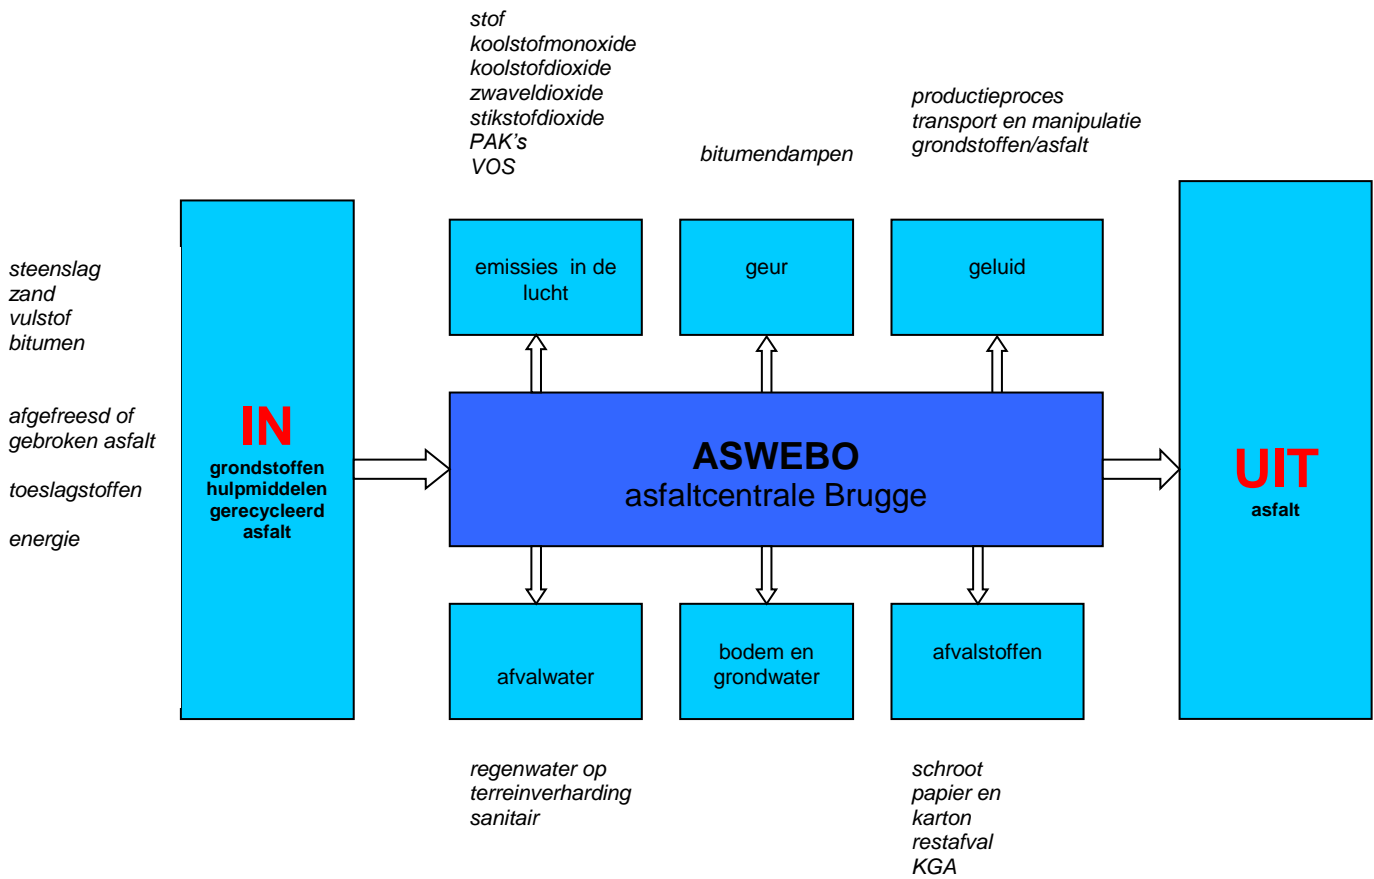 stof
koolstofmonoxide
koolstofdioxide
zwaveldioxide
stikstofdioxide
PAK's
VOS
bitumendampen
productieproces
transport en manipulatie
grondstoffen/asfalt
steenslag
zand
vulstof
bitumen
afgefreesd of
gebroken asfalt
toeslagstoffen
energie
IN
grondstoffen
hulpmiddelen
gerecycleerd
asfalt
emissies in de
lucht
geur
geluid
ASWEBO
asfaltcentrale Brugge
UIT
asfalt
afvalwater
bodem en
grondwater
afvalstoffen
regenwater op
terreinverharding
sanitair
schroot
papier en
karton
restafval
KGA